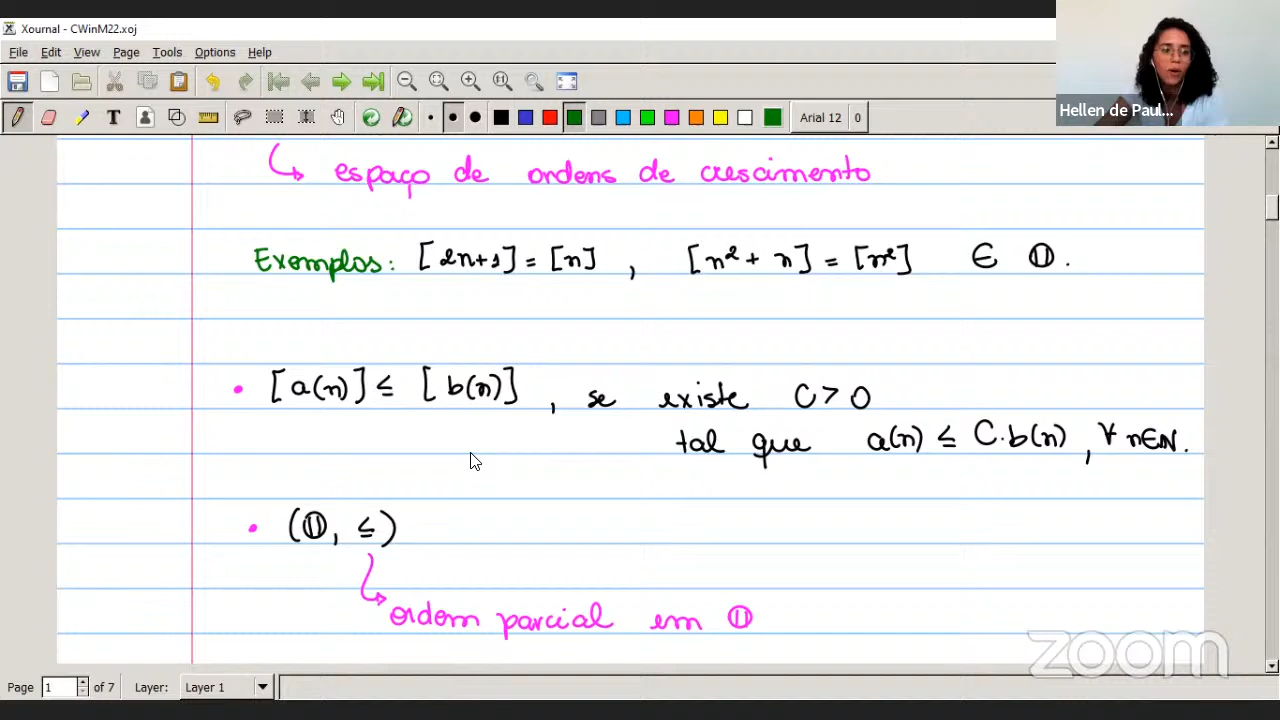 Xournal - CWinM22.xoj
File Edit View Page Tools Options Help
Arial 12 0
Hellen de Paul...
↳ espaço de ordens de crescimento
Exemplos: [2n+1] = [n] , [n² + n] = [n²] ∈ 𝕆.
• [a(n)] ≤ [b(n)] , se existe C > 0
tal que a(n) ≤ C·b(n) , ∀ n∈ℕ.
• (𝕆, ≤)
↳ ordem parcial em 𝕆
zoom
Page 1 of 7 Layer: Layer 1